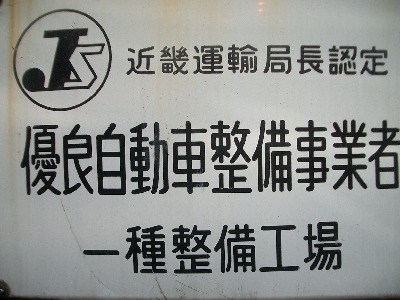 JS 近畿運輸局長認定
優良自動車整備事業者
一種整備工場